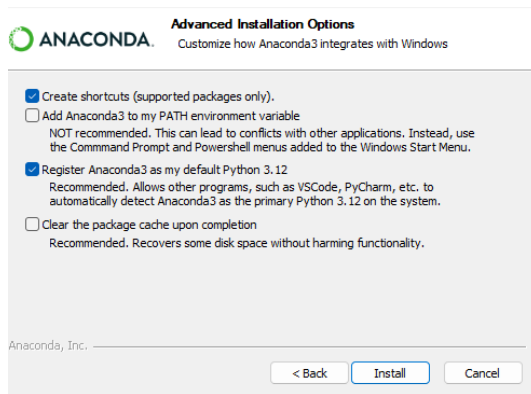 ANACONDA.
Advanced Installation Options
Customize how Anaconda3 integrates with Windows
Create shortcuts (supported packages only).
Add Anaconda3 to my PATH environment variable
NOT recommended. This can lead to conflicts with other applications. Instead, use
the Commmand Prompt and Powershell menus added to the Windows Start Menu.
Register Anaconda3 as my default Python 3.12
Recommended. Allows other programs, such as VSCode, PyCharm, etc. to
automatically detect Anaconda3 as the primary Python 3.12 on the system.
Clear the package cache upon completion
Recommended. Recovers some disk space without harming functionality.
Anaconda, Inc.
< Back Install Cancel